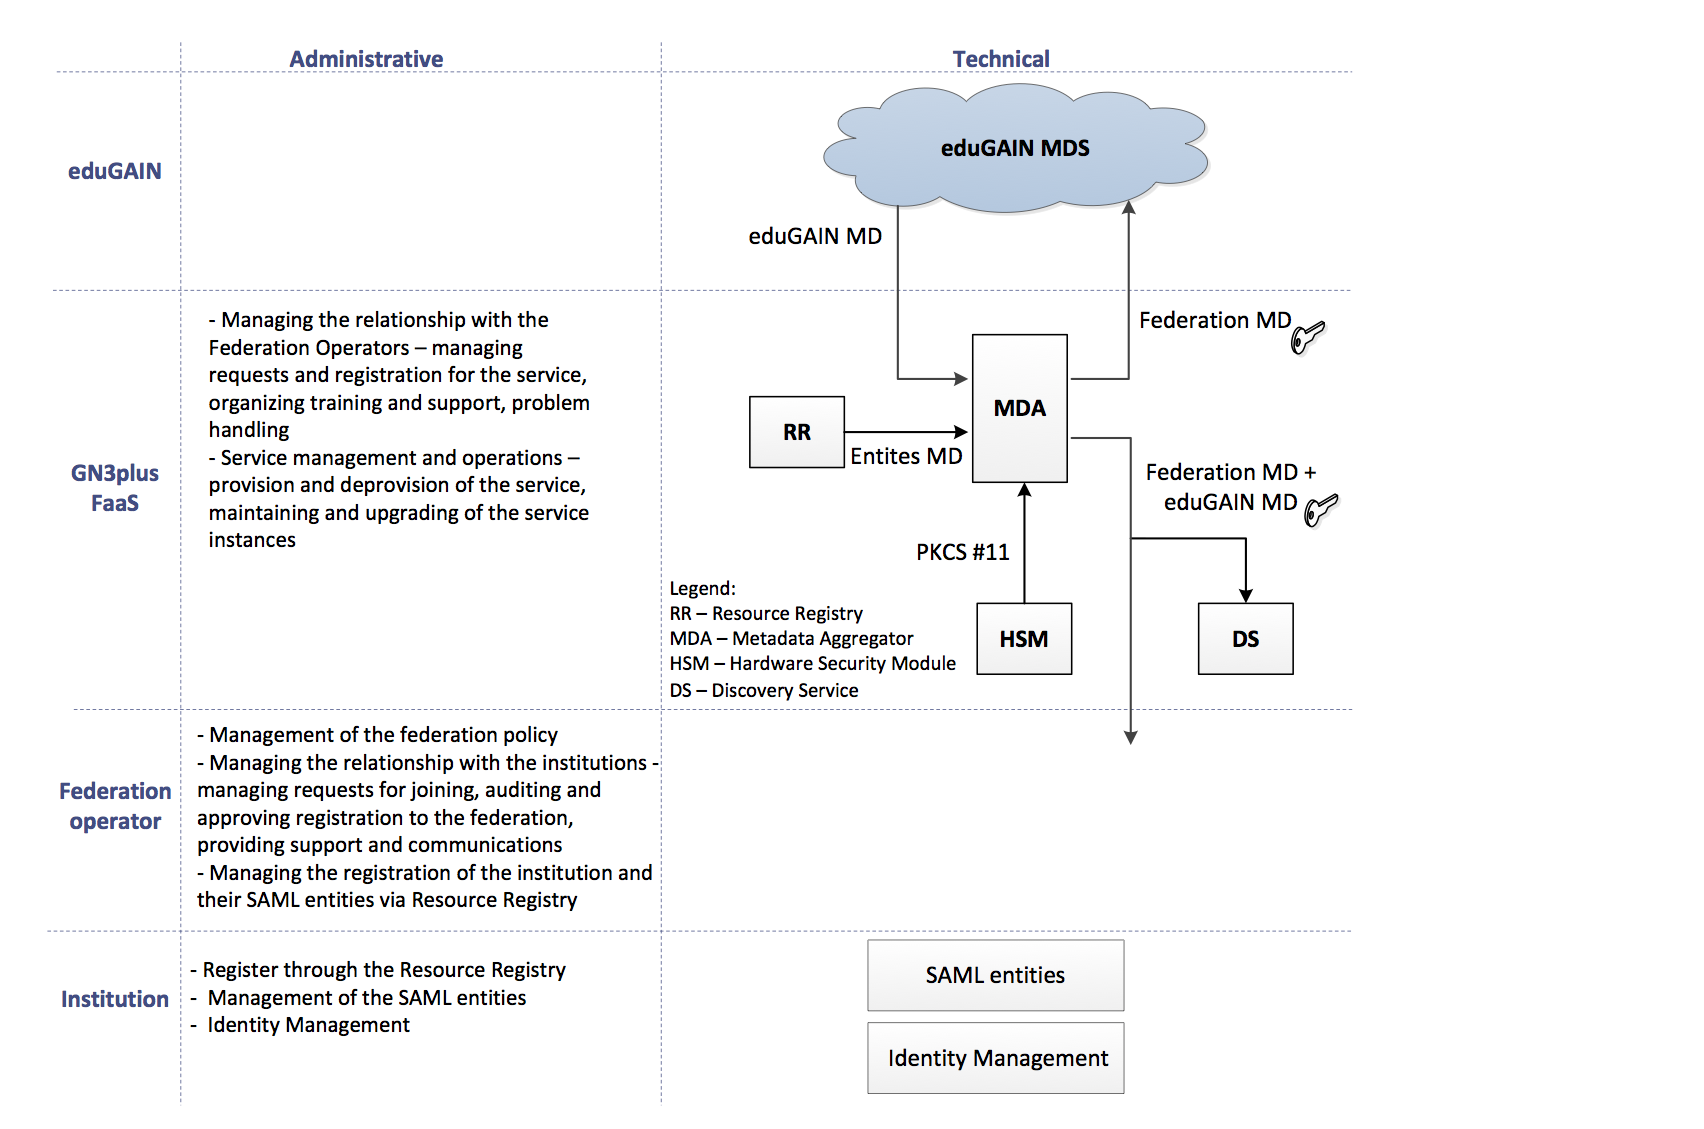 Administrative
Technical
eduGAIN
eduGAIN MDS
eduGAIN MD
GN3plus
FaaS
- Managing the relationship with the
Federation Operators – managing
requests and registration for the service,
organizing training and support, problem
handling
- Service management and operations –
provision and deprovision of the service,
maintaining and upgrading of the service
instances
Federation MD
MDA
RR
Entites MD
Federation MD +
eduGAIN MD
PKCS #11
HSM
DS
Legend:
RR – Resource Registry
MDA – Metadata Aggregator
HSM – Hardware Security Module
DS – Discovery Service
Federation
operator
- Management of the federation policy
- Managing the relationship with the institutions -
managing requests for joining, auditing and
approving registration to the federation,
providing support and communications
- Managing the registration of the institution and
their SAML entities via Resource Registry
Institution
- Register through the Resource Registry
- Management of the SAML entities
- Identity Management
SAML entities
Identity Management